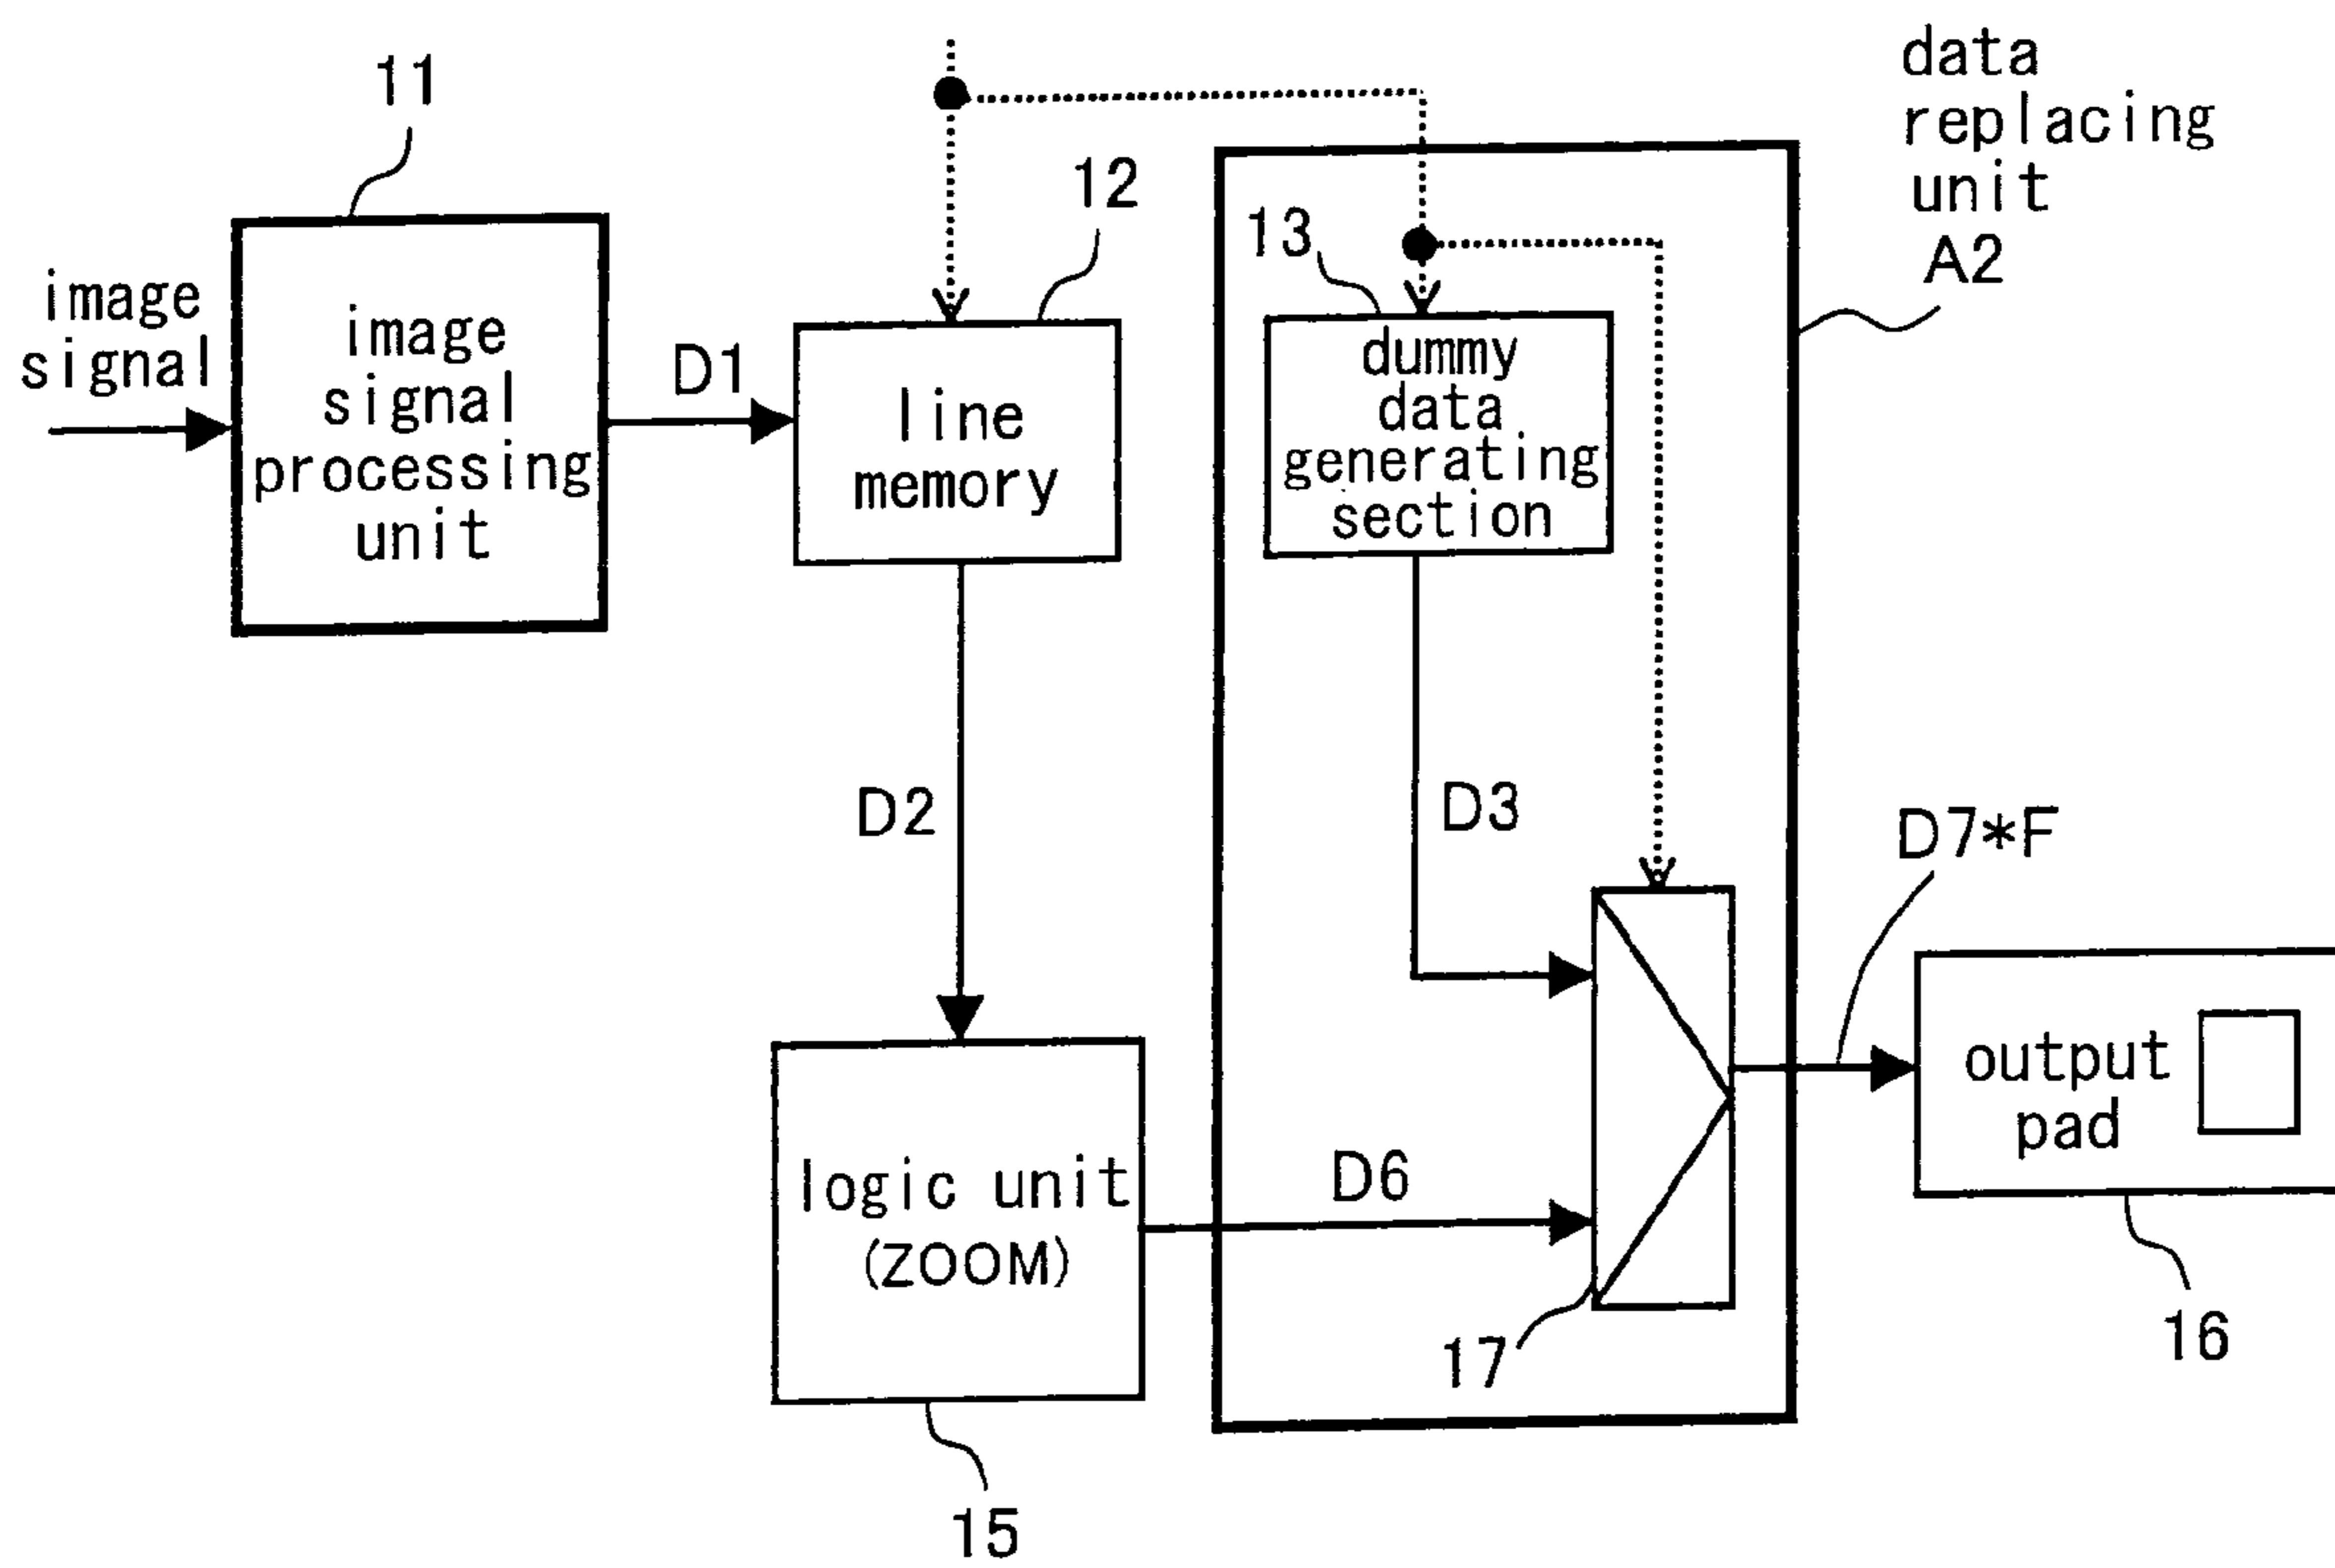 11
image
signal
image
signal
processing
unit
D1
12
line
memory
D2
13
dummy
data
generating
section
D3
data
replacing
unit
A2
D7*F
output
pad
16
logic unit
(ZOOM)
D6
17
15